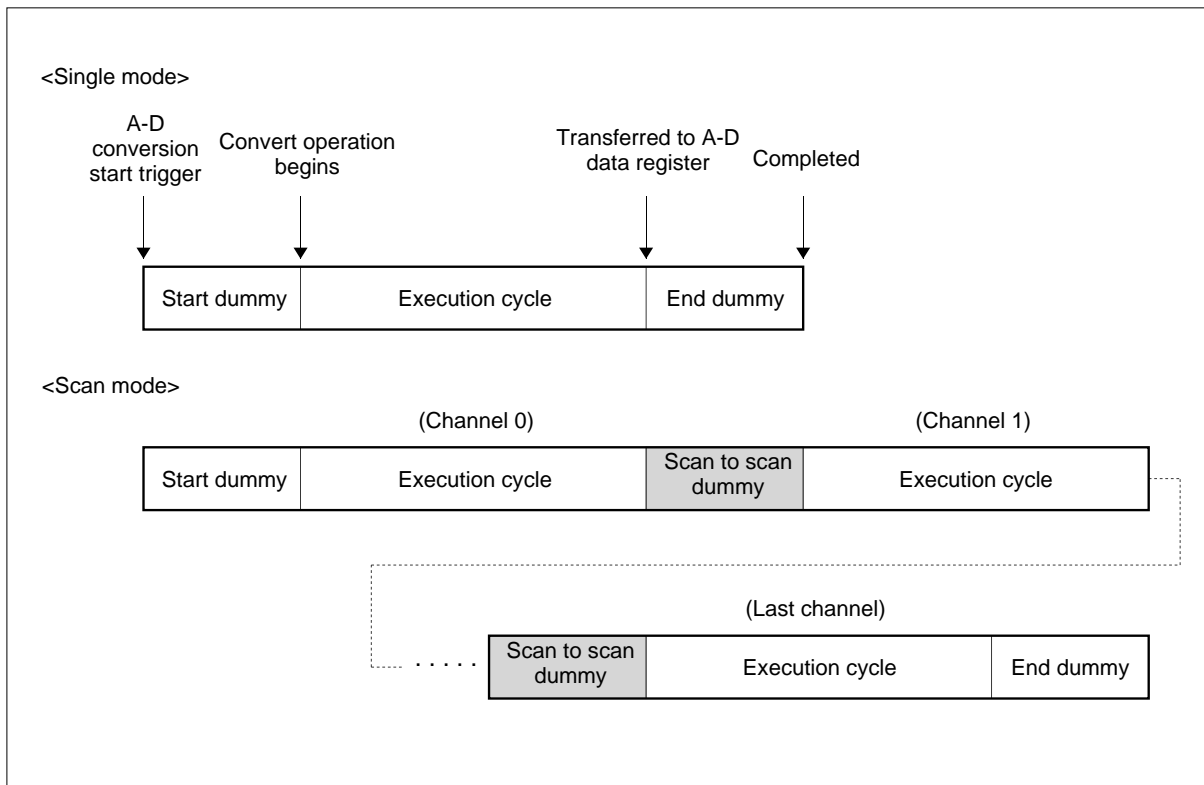 <Single mode>
A-D
conversion
start trigger
Convert operation
begins
Transferred to A-D
data register
Completed
Start dummy
Execution cycle
End dummy
<Scan mode>
(Channel 0)
(Channel 1)
Start dummy
Execution cycle
Scan to scan
dummy
Execution cycle
(Last channel)
. . . . .
Scan to scan
dummy
Execution cycle
End dummy